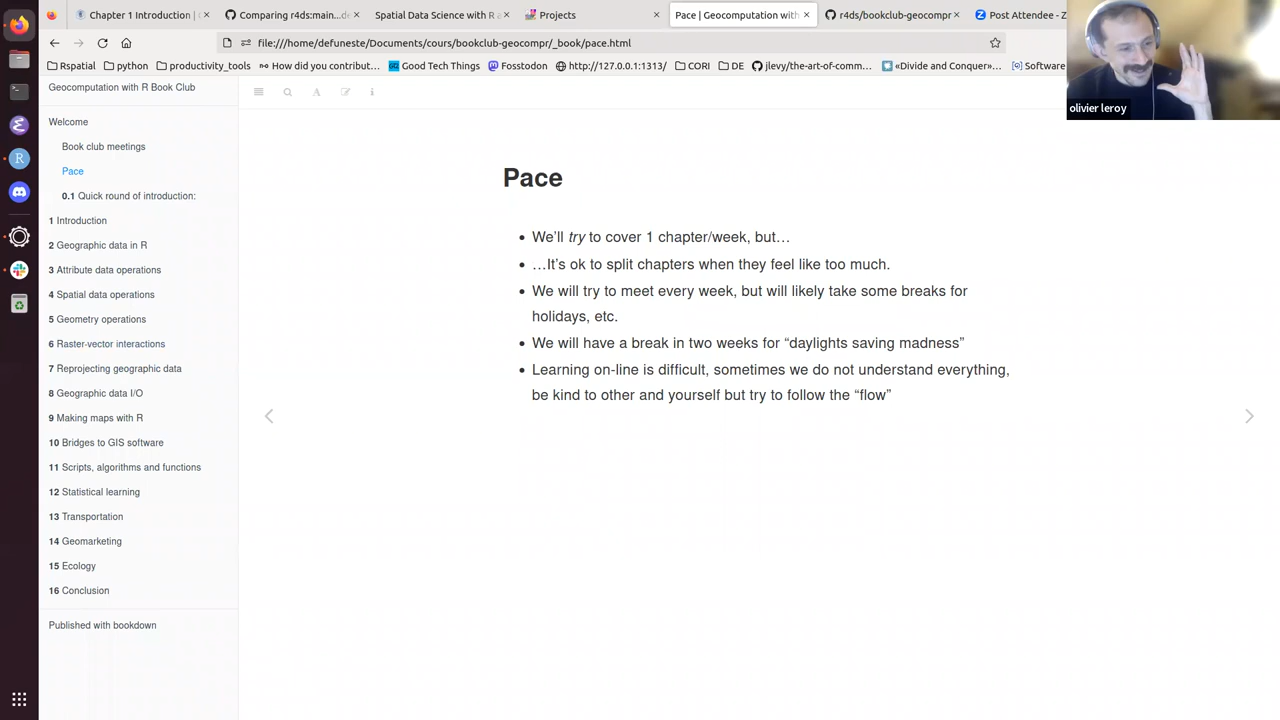 Chapter 1 Introduction | G
Comparing r4ds:main...de
Spatial Data Science with R a
Projects
Pace | Geocomputation with
r4ds/bookclub-geocompr
Post Attendee - Z
file:///home/defuneste/Documents/cours/bookclub-geocompr/_book/pace.html
Rspatial
python
productivity_tools
How did you contribut...
Good Tech Things
Fosstodon
http://127.0.0.1:1313/
CORI
DE
jlevy/the-art-of-comm...
«Divide and Conquer»...
Software
olivier leroy
Geocomputation with R Book Club
Welcome
Book club meetings
Pace
0.1 Quick round of introduction:
1 Introduction
2 Geographic data in R
3 Attribute data operations
4 Spatial data operations
5 Geometry operations
6 Raster-vector interactions
7 Reprojecting geographic data
8 Geographic data I/O
9 Making maps with R
10 Bridges to GIS software
11 Scripts, algorithms and functions
12 Statistical learning
13 Transportation
14 Geomarketing
15 Ecology
16 Conclusion
Published with bookdown
Pace
• We’ll try to cover 1 chapter/week, but…
• …It’s ok to split chapters when they feel like too much.
• We will try to meet every week, but will likely take some breaks for
holidays, etc.
• We will have a break in two weeks for “daylights saving madness”
• Learning on-line is difficult, sometimes we do not understand everything,
be kind to other and yourself but try to follow the “flow”